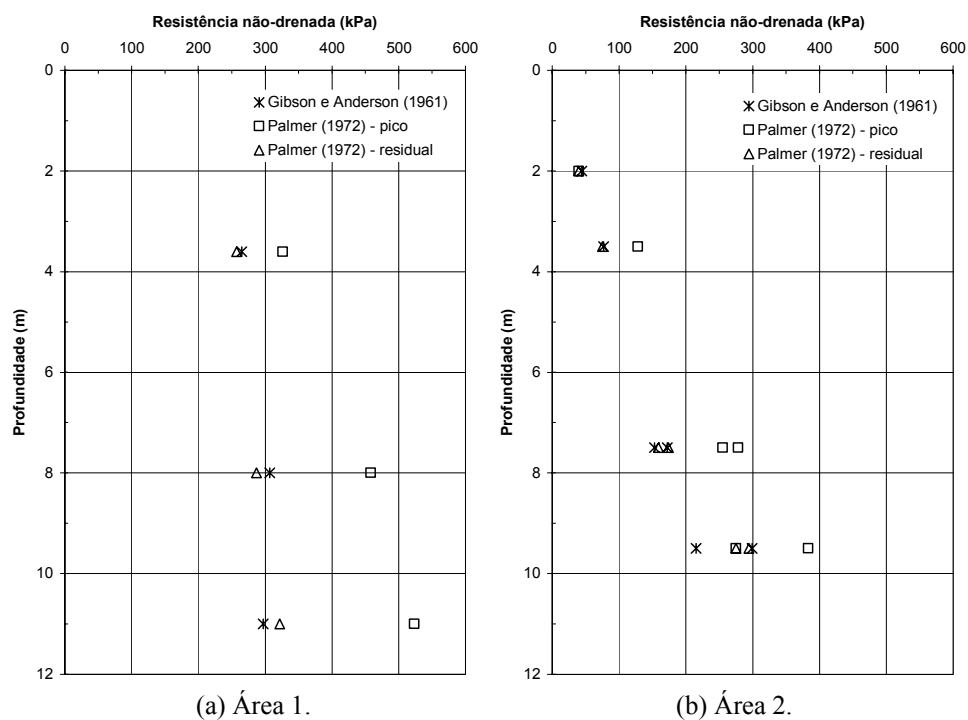 Resistência não-drenada (kPa)
0 100 200 300 400 500 600
0
2
4
6
8
10
12
Profundidade (m)
Gibson e Anderson (1961)
Palmer (1972) - pico
Palmer (1972) - residual
(a) Área 1.
Resistência não-drenada (kPa)
0 100 200 300 400 500 600
0
2
4
6
8
10
12
Profundidade (m)
Gibson e Anderson (1961)
Palmer (1972) - pico
Palmer (1972) - residual
(b) Área 2.